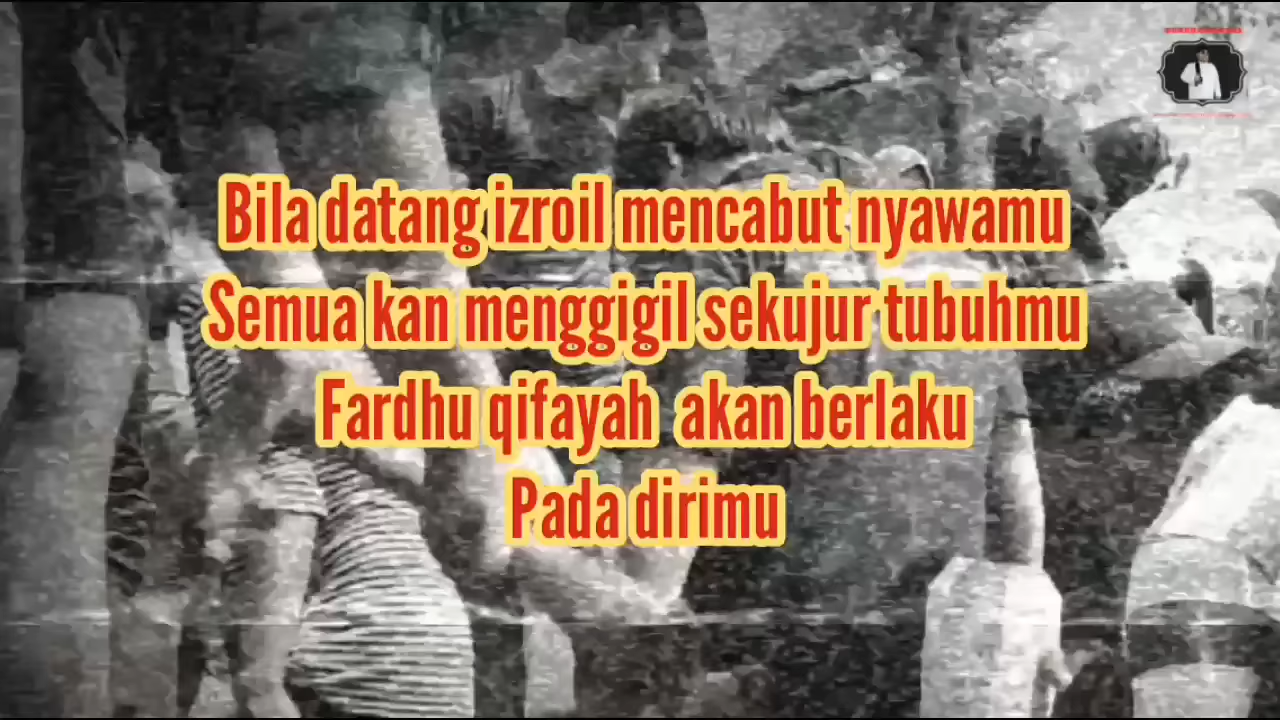 Bila datang izroil mencabut nyawamu
Semua kan menggigil sekujur tubuhmu
Fardhu qifayah akan berlaku
Pada dirimu